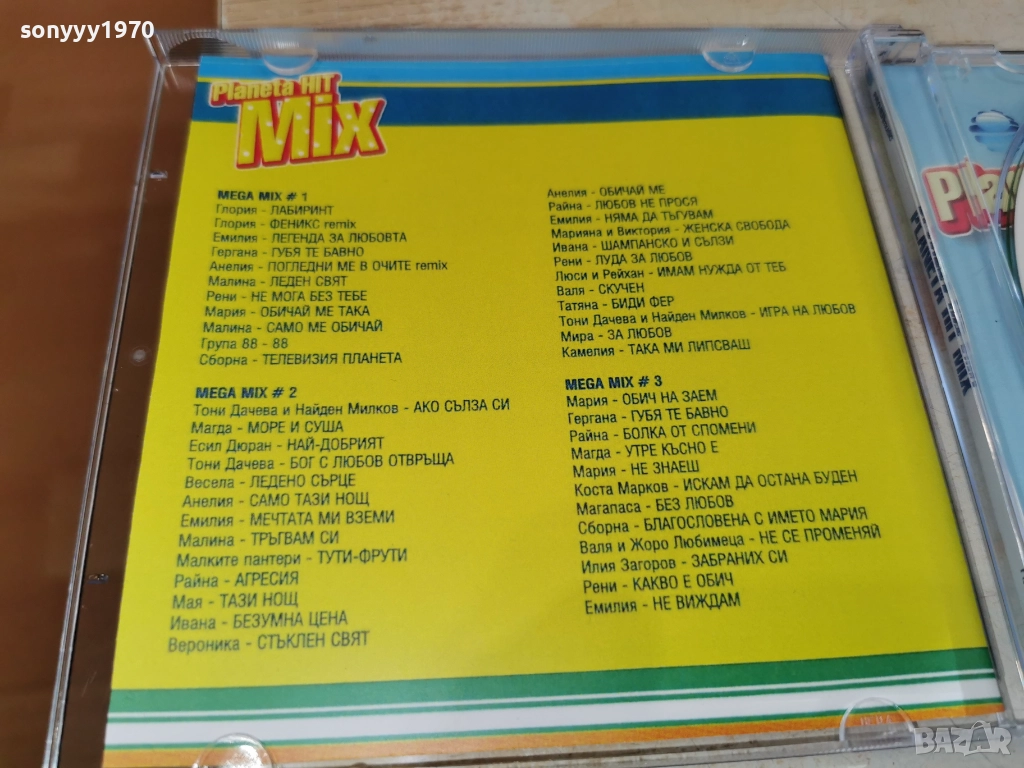 sonyyy1970
Planeta HIT
Mix
MEGA MIX # 1
Глория - ЛАБИРИНТ
Глория - ФЕНИКС remix
Емилия - ЛЕГЕНДА ЗА ЛЮБОВТА
Гергана - ГУБЯ ТЕ БАВНО
Анелия - ПОГЛЕДНИ МЕ В ОЧИТЕ remix
Малина - ЛЕДЕН СВЯТ
Рени - НЕ МОГА БЕЗ ТЕБЕ
Мария - ОБИЧАЙ МЕ ТАКА
Малина - САМО МЕ ОБИЧАЙ
Група 88 - 88
Сборна - ТЕЛЕВИЗИЯ ПЛАНЕТА
MEGA MIX # 2
Тони Дачева и Найден Милков - АКО СЪЛЗА СИ
Магда - МОРЕ И СУША
Есил Дюран - НАЙ-ДОБРИЯТ
Тони Дачева - БОГ С ЛЮБОВ ОТВРЪЩА
Весела - ЛЕДЕНО СЪРЦЕ
Анелия - САМО ТАЗИ НОЩ
Емилия - МЕЧТАТА МИ ВЗЕМИ
Малина - ТРЪГВАМ СИ
Малките пантери - ТУТИ-ФРУТИ
Райна - АГРЕСИЯ
Мая - ТАЗИ НОЩ
Ивана - БЕЗУМНА ЦЕНА
Вероника - СТЪКЛЕН СВЯТ
Анелия - ОБИЧАЙ МЕ
Райна - ЛЮБОВ НЕ ПРОСЯ
Емилия - НЯМА ДА ТЪГУВАМ
Марияна и Виктория - ЖЕНСКА СВОБОДА
Ивана - ШАМПАНСКО И СЪЛЗИ
Рени - ЛУДА ЗА ЛЮБОВ
Люси и Рейхан - ИМАМ НУЖДА ОТ ТЕБ
Валя - СКУЧЕН
Татяна - БИДИ ФЕР
Тони Дачева и Найден Милков - ИГРА НА ЛЮБОВ
Мира - ЗА ЛЮБОВ
Камелия - ТАКА МИ ЛИПСВАШ
MEGA MIX # 3
Мария - ОБИЧ НА ЗАЕМ
Гергана - ГУБЯ ТЕ БАВНО
Райна - БОЛКА ОТ СПОМЕНИ
Магда - УТРЕ КЪСНО Е
Мария - НЕ ЗНАЕШ
Коста Марков - ИСКАМ ДА ОСТАНА БУДЕН
Магапаса - БЕЗ ЛЮБОВ
Сборна - БЛАГОСЛОВЕНА С ИМЕТО МАРИЯ
Валя и Жоро Любимеца - НЕ СЕ ПРОМЕНЯЙ
Илия Загоров - ЗАБРАНИХ СИ
Рени - КАКВО Е ОБИЧ
Емилия - НЕ ВИЖДАМ
PLANETA HIT MIX
BAZAR